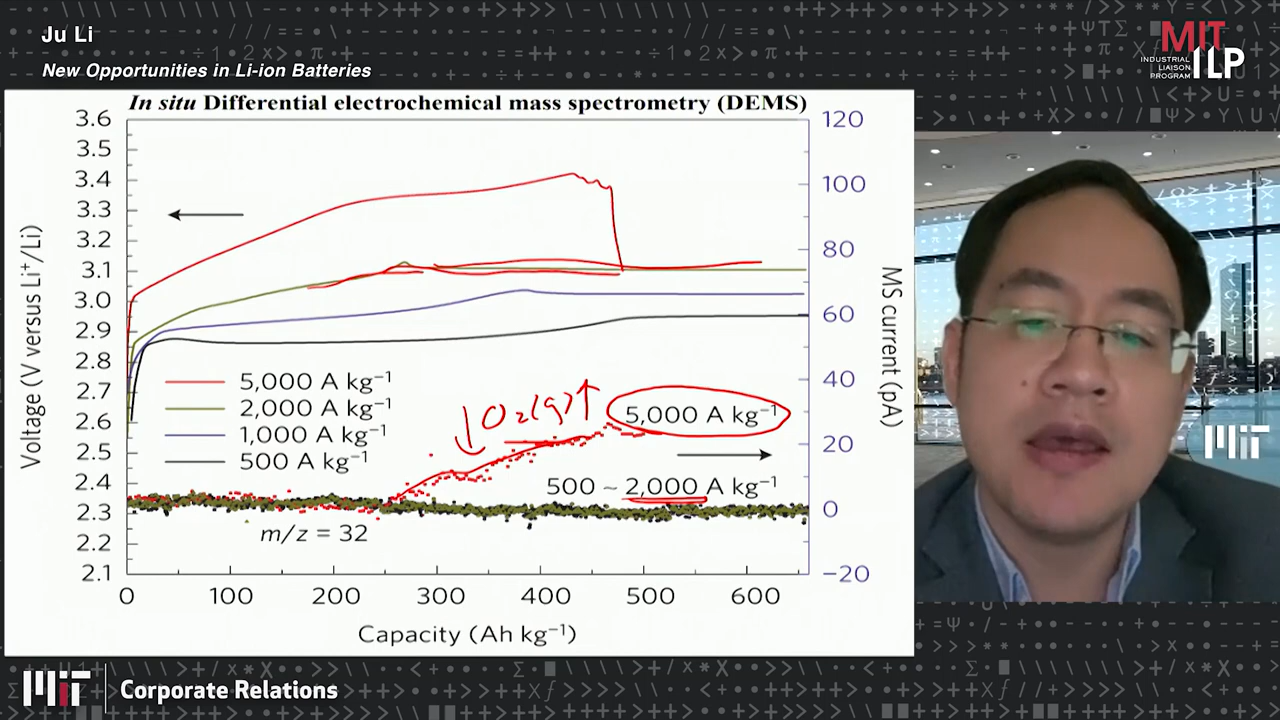 Ju Li
New Opportunities in Li-ion Batteries
MIT
ILP
INDUSTRIAL
LIAISON
PROGRAM
In situ Differential electrochemical mass spectrometry (DEMS)
Voltage (V versus Li⁺/Li)
3.6
3.5
3.4
3.3
3.2
3.1
3.0
2.9
2.8
2.7
2.6
2.5
2.4
2.3
2.2
2.1
5,000 A kg⁻¹
2,000 A kg⁻¹
1,000 A kg⁻¹
500 A kg⁻¹
↓ O₂(g) ↑
5,000 A kg⁻¹
500 ~ 2,000 A kg⁻¹
m/z = 32
120
100
80
60
40
20
0
−20
MS current (pA)
0 100 200 300 400 500 600
Capacity (Ah kg⁻¹)
MIT
MIT
Corporate Relations